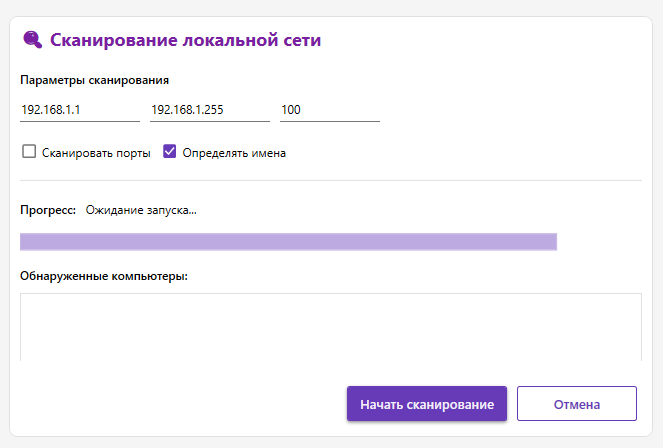 Сканирование локальной сети
Параметры сканирования
192.168.1.1 192.168.1.255 100
Сканировать порты Определять имена
Прогресс: Ожидание запуска...
Обнаруженные компьютеры:
Начать сканирование Отмена